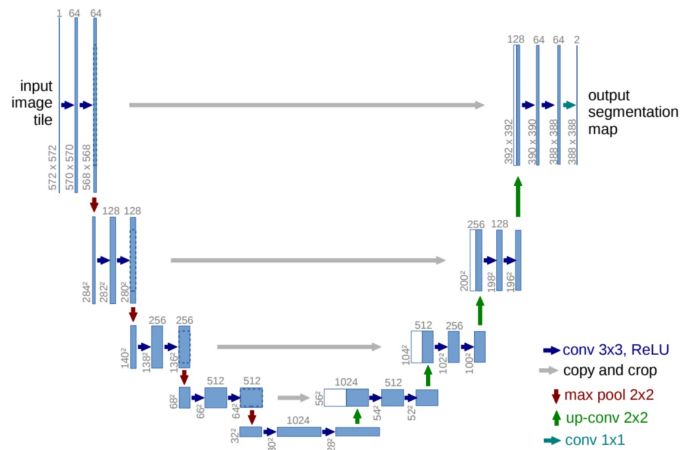 1 64 64
128 64 64 2
input
image
tile
output
segmentation
map
572 x 572
570 x 570
568 x 568
392 x 392
390 x 390
388 x 388
388 x 388
128 128
256 128
284²
282²
280²
200²
198²
196²
256 256
512 256
140²
138²
136²
104²
102²
100²
512 512
1024 512
68²
66²
64²
56²
54²
52²
1024
32²
conv 3x3, ReLU
copy and crop
max pool 2x2
up-conv 2x2
conv 1x1